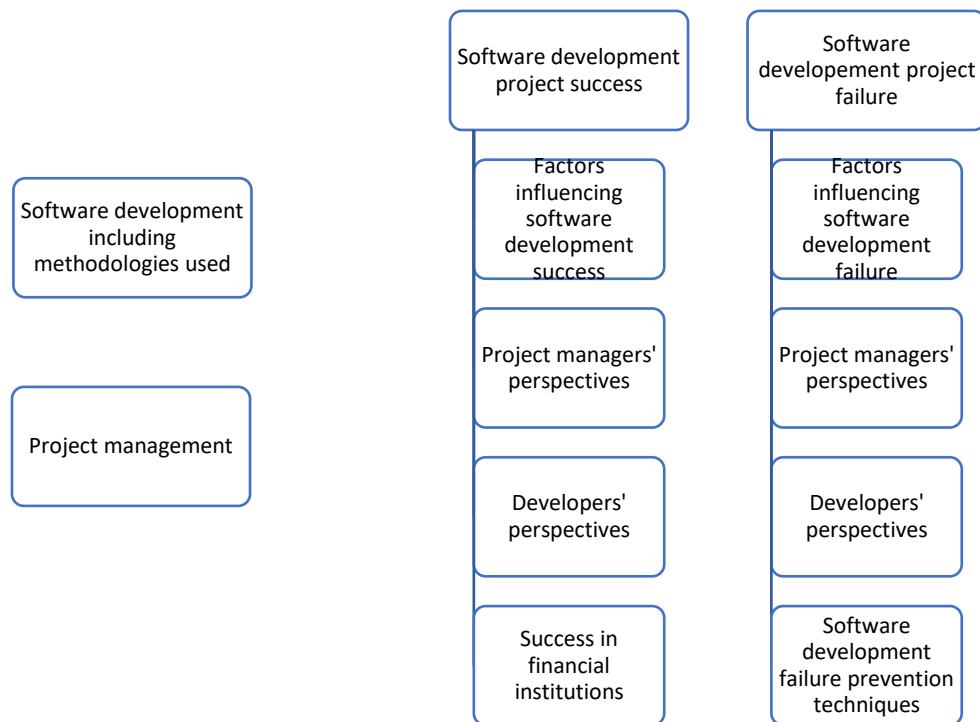 Software development
project success
Software
developement project
failure
Software development
including
methodologies used
Factors
influencing
software
development
success
Factors
influencing
software
development
failure
Project management
Project managers'
perspectives
Project managers'
perspectives
Developers'
perspectives
Developers'
perspectives
Success in
financial
institutions
Software
development
failure prevention
techniques